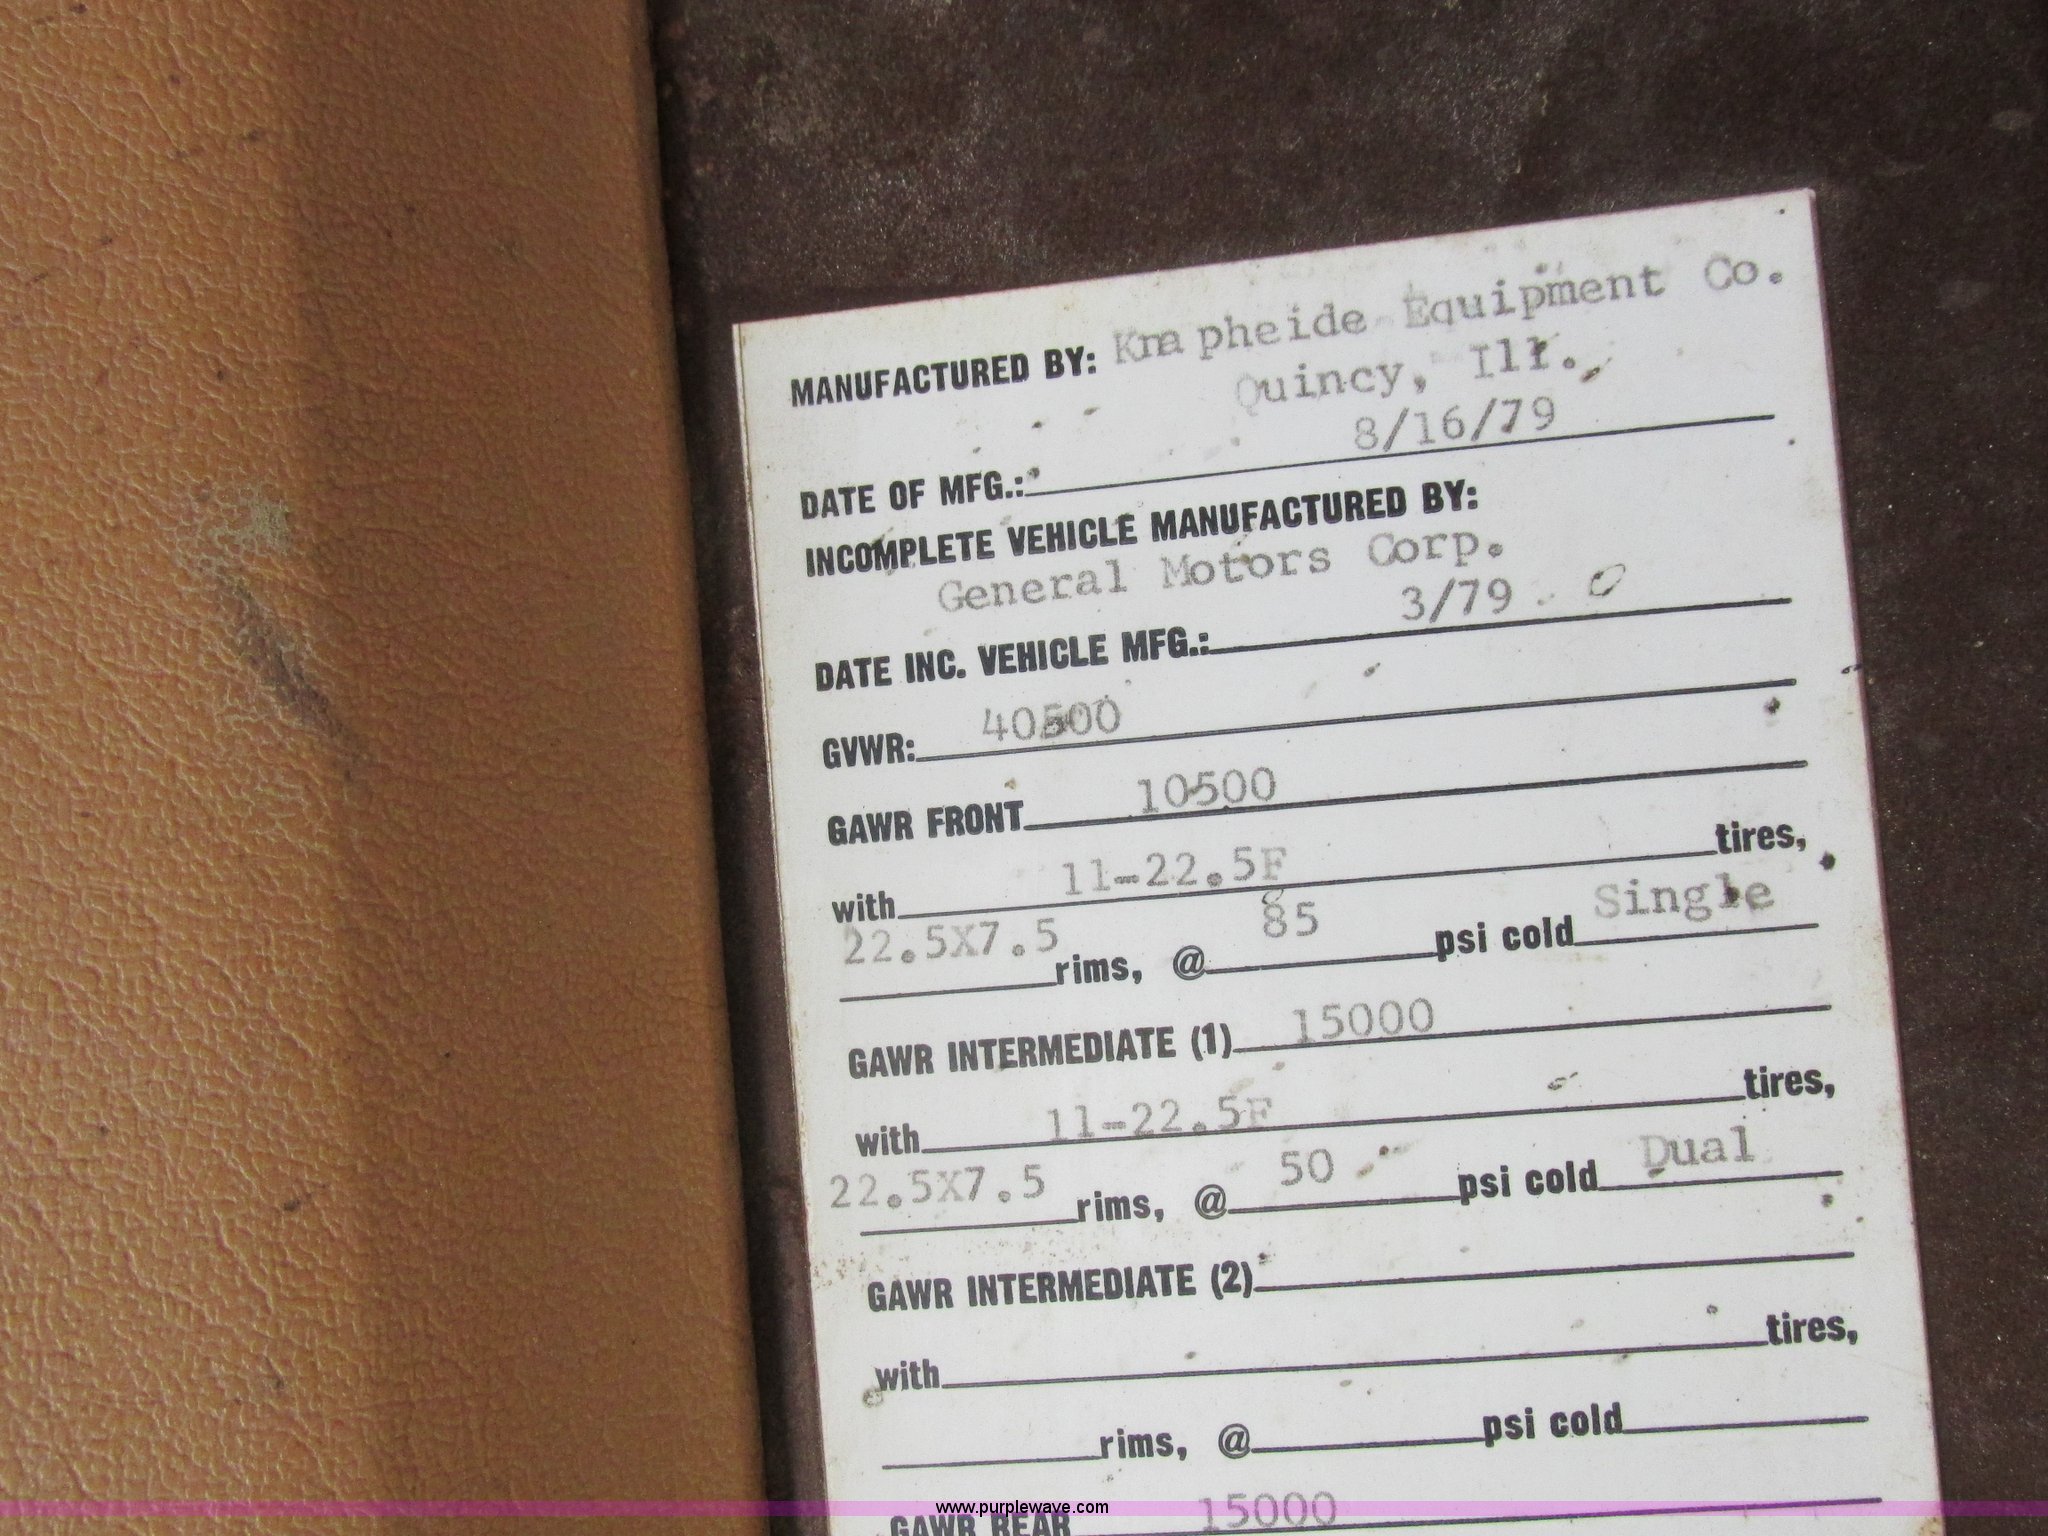 MANUFACTURED BY: Knapheide Equipment Co.
Quincy, Ill.
DATE OF MFG.: 8/16/79
INCOMPLETE VEHICLE MANUFACTURED BY:
General Motors Corp.
DATE INC. VEHICLE MFG.: 3/79
GVWR: 40500
GAWR FRONT 10500
with 11-22.5F tires,
22.5X7.5 rims, @ 85 psi cold Single
GAWR INTERMEDIATE (1) 15000
with 11-22.5F tires,
22.5X7.5 rims, @ 50 psi cold Dual
GAWR INTERMEDIATE (2)
with tires,
rims, @ psi cold
GAWR REAR 15000
www.purplewave.com